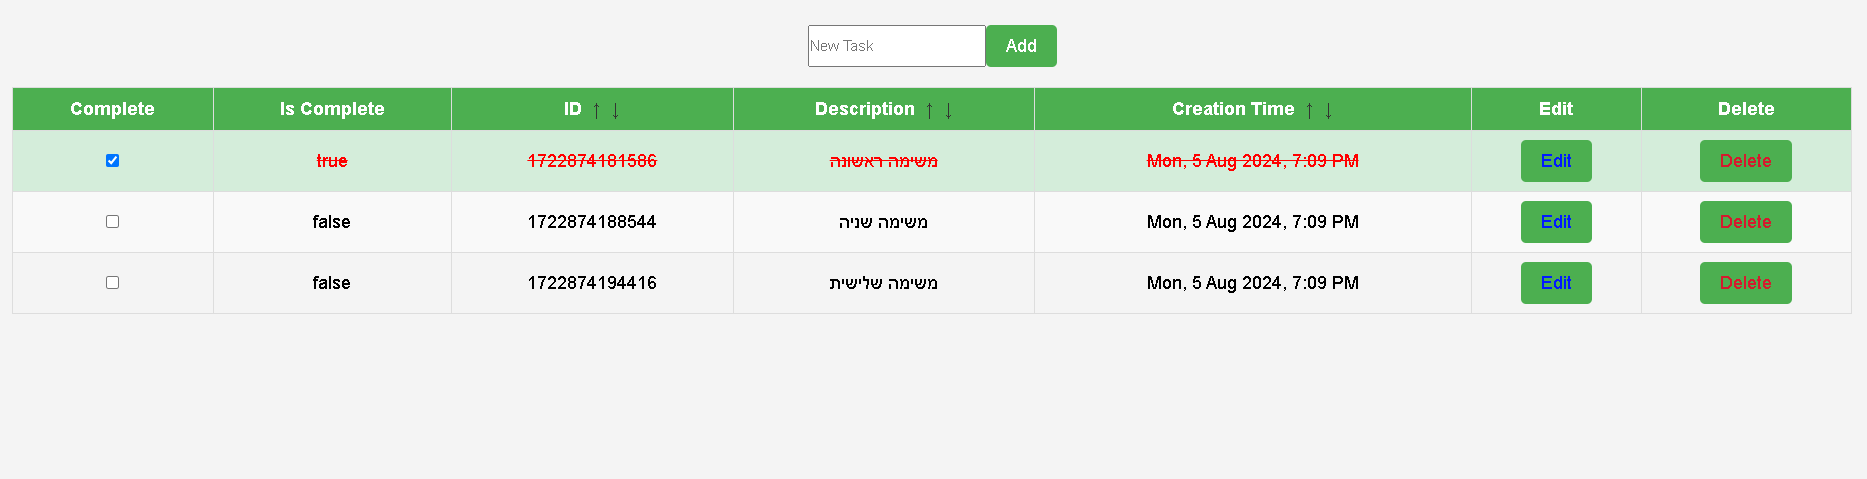 New Task Add
Complete Is Complete ID ↑ ↓ Description ↑ ↓ Creation Time ↑ ↓ Edit Delete
true 1722874181586 משימה ראשונה Mon, 5 Aug 2024, 7:09 PM Edit Delete
false 1722874188544 משימה שניה Mon, 5 Aug 2024, 7:09 PM Edit Delete
false 1722874194416 משימה שלישית Mon, 5 Aug 2024, 7:09 PM Edit Delete